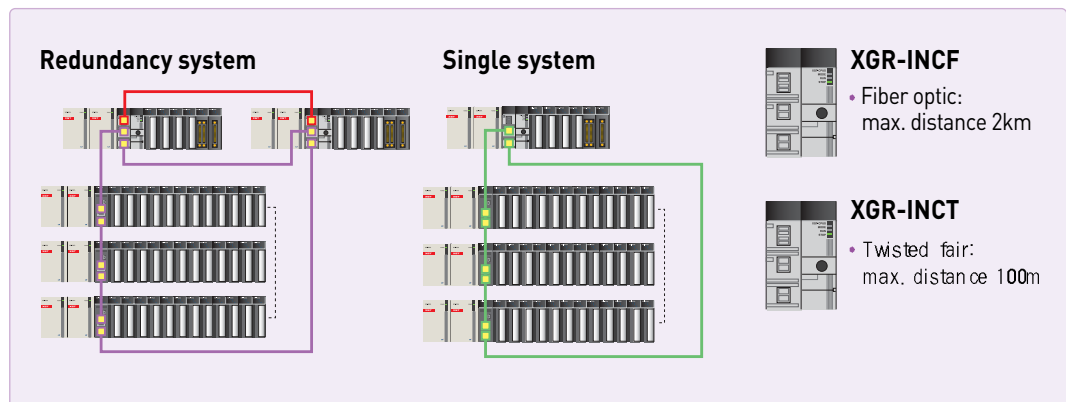 Redundancy system
Single system
XGR-INCF
• Fiber optic:
max. distance 2km
XGR-INCT
• Twisted fair:
max. distance 100m